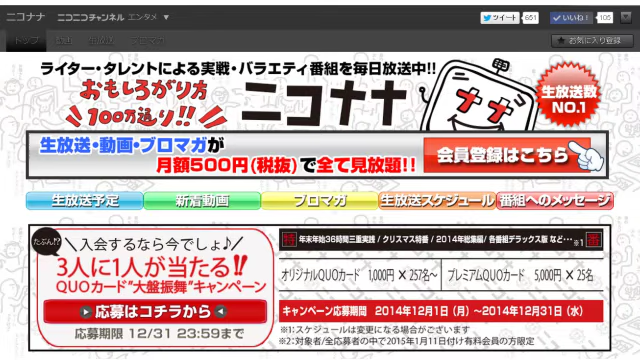 ニコナナ ニコニコチャンネル エンタメ ▼
ツイート 651 いいね! 105
トップ 動画 生放送 ブロマガ
★ お気に入り登録
ライター・タレントによる実戦・バラエティ番組を毎日放送中!!
おもしろがり方
100万通り!!
ニコナナ
生放送数
NO.1
生放送・動画・ブロマガが
月額500円(税抜)で全て見放題!!
会員登録はこちら
生放送予定 新着動画 ブロマガ 生放送スケジュール 番組へのメッセージ
たぶん!?
入会するなら今でしょ♪
3人に1人が当たる!!
QUOカード"大盤振舞"キャンペーン
応募はコチラから
応募期限 12/31 23:59まで
特 年末年始36時間三重実践 / クリスマス特番 / 2014年総集編/ 各番組デラックス版 など… ※1 番
オリジナルQUOカード 1,000円 × 257名〜 プレミアムQUOカード 5,000円 × 25名
キャンペーン応募期間 2014年12月1日(月)〜2014年12月31日(水)
※1:スケジュールは変更になる場合がございます
※2:対象者/全応募者の中で2015年1月11日付け有料会員の方限定